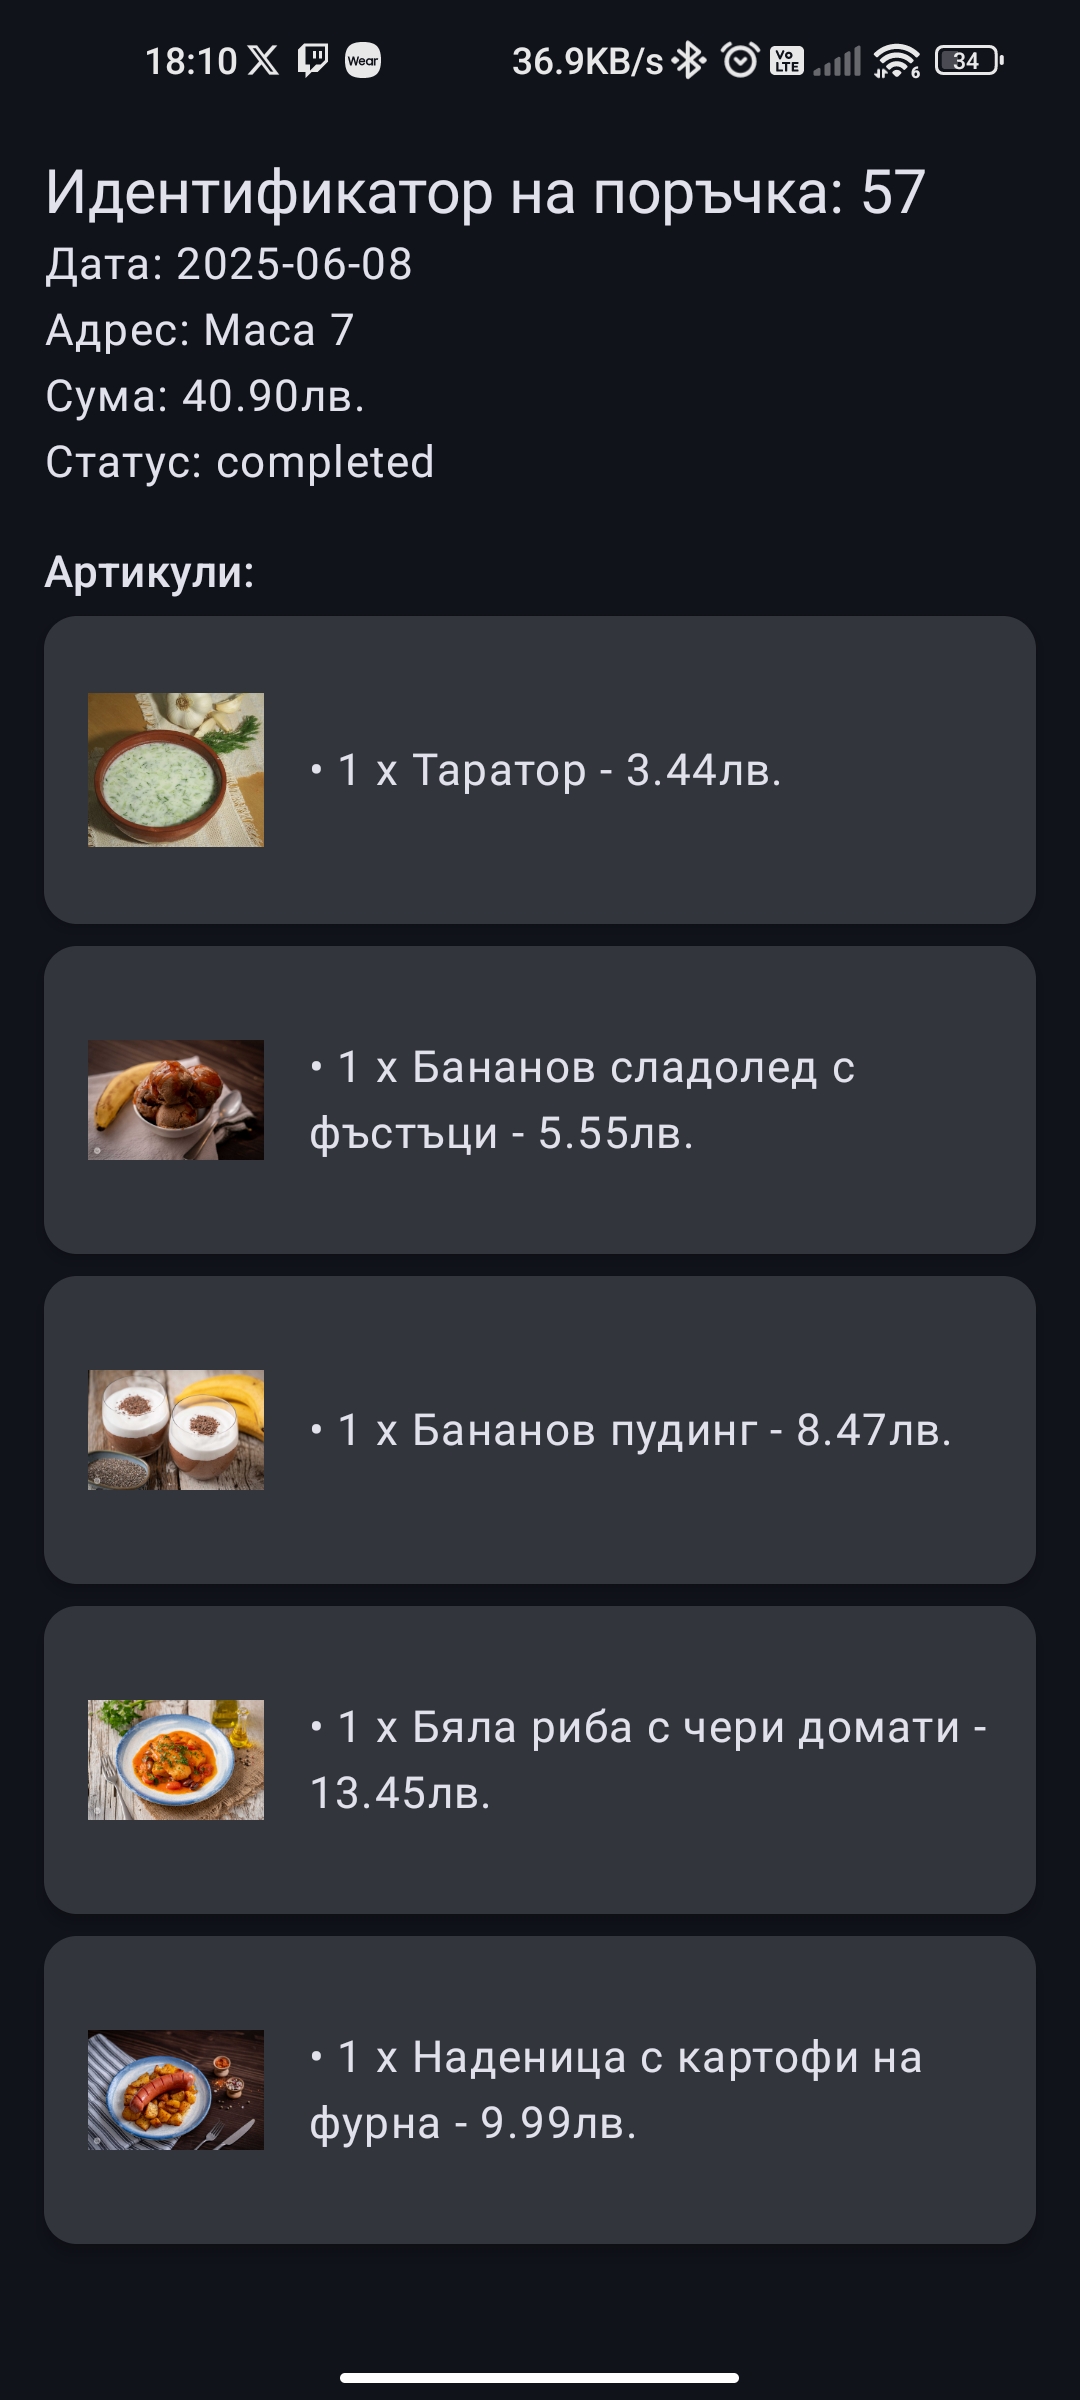 18:10 Wear 36.9KB/s Vo LTE 6 34
Идентификатор на поръчка: 57
Дата: 2025-06-08
Адрес: Маса 7
Сума: 40.90лв.
Статус: completed
Артикули:
• 1 x Таратор - 3.44лв.
• 1 x Бананов сладолед с
фъстъци - 5.55лв.
• 1 x Бананов пудинг - 8.47лв.
• 1 x Бяла риба с чери домати -
13.45лв.
• 1 x Наденица с картофи на
фурна - 9.99лв.